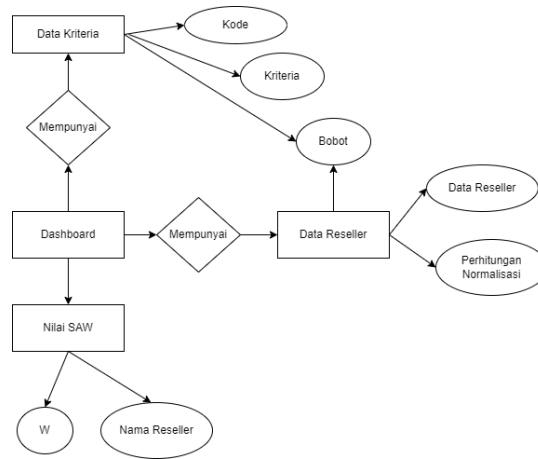 Kode
Data Kriteria
Kriteria
Mempunyai
Bobot
Data Reseller
Dashboard
Mempunyai
Data Reseller
Perhitungan
Normalisasi
Nilai SAW
W
Nama Reseller